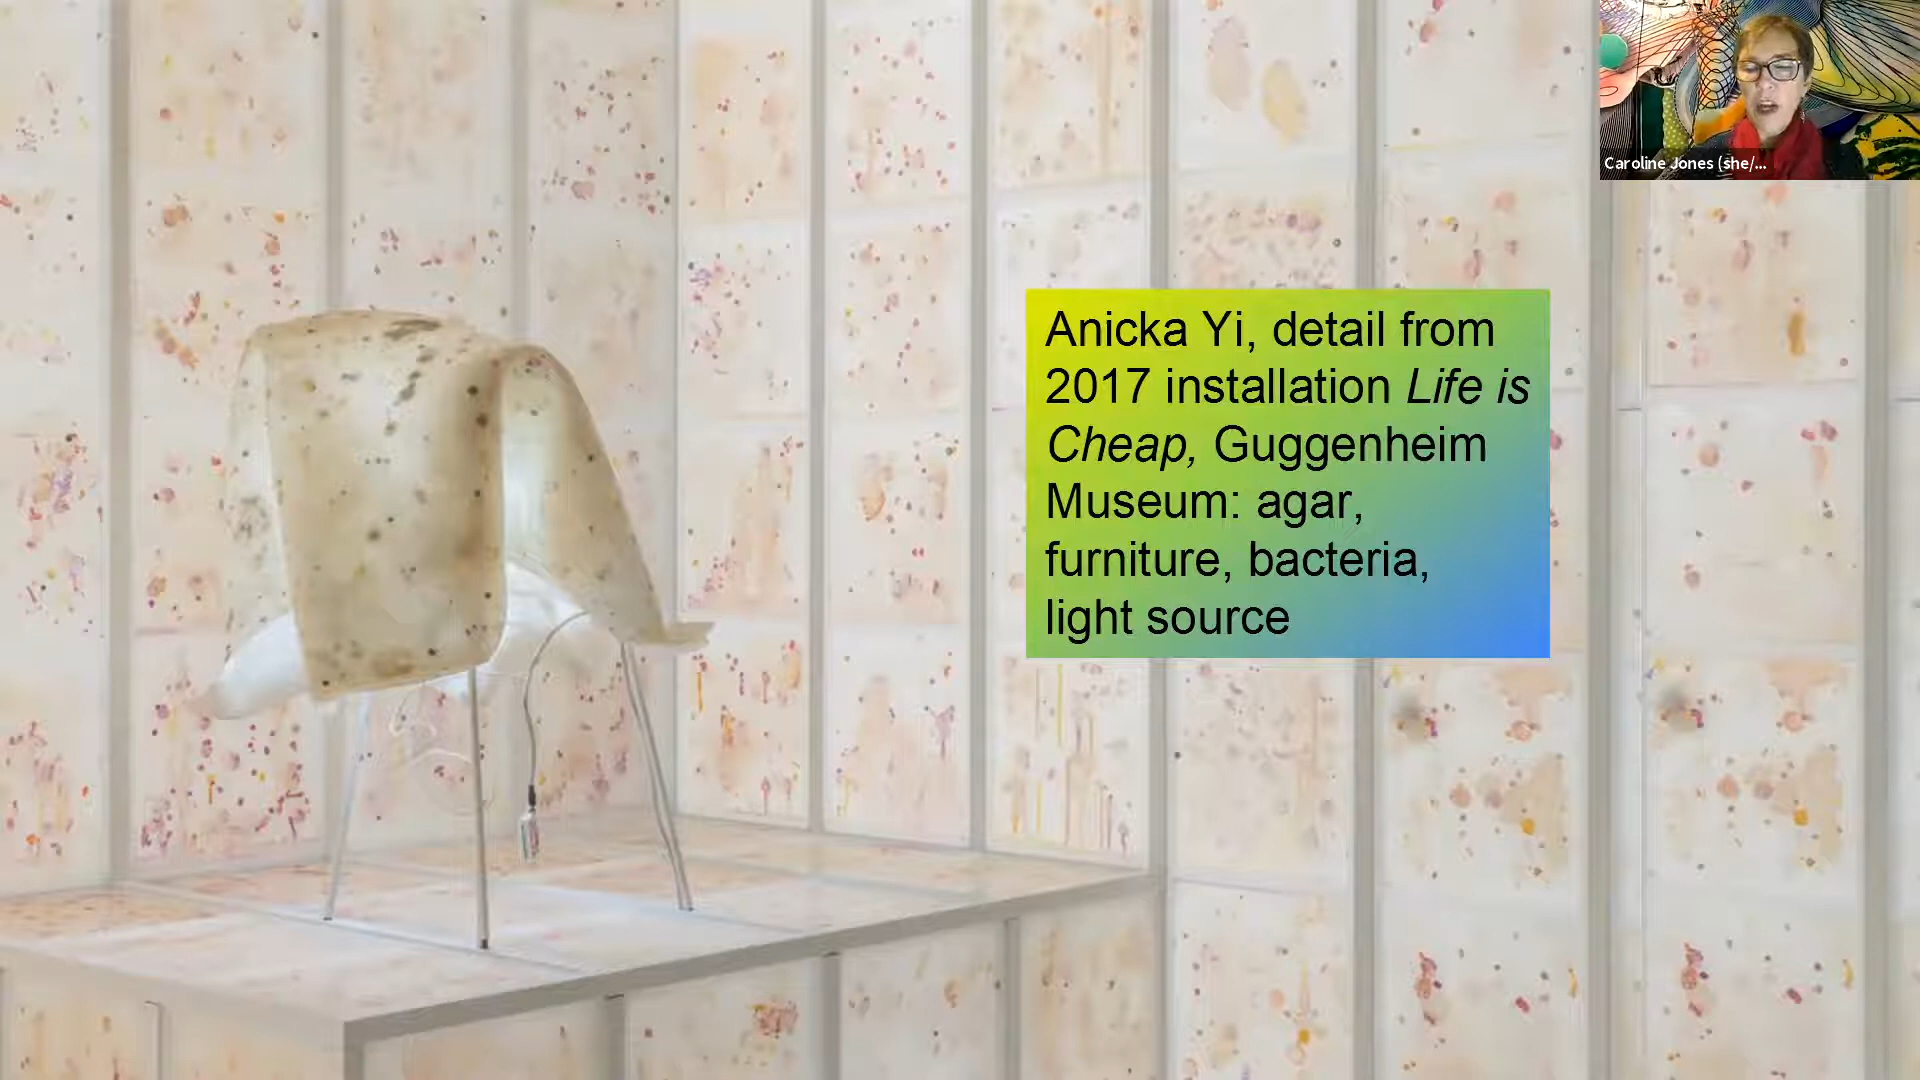 Caroline Jones (she/...
Anicka Yi, detail from
2017 installation Life is
Cheap, Guggenheim
Museum: agar,
furniture, bacteria,
light source